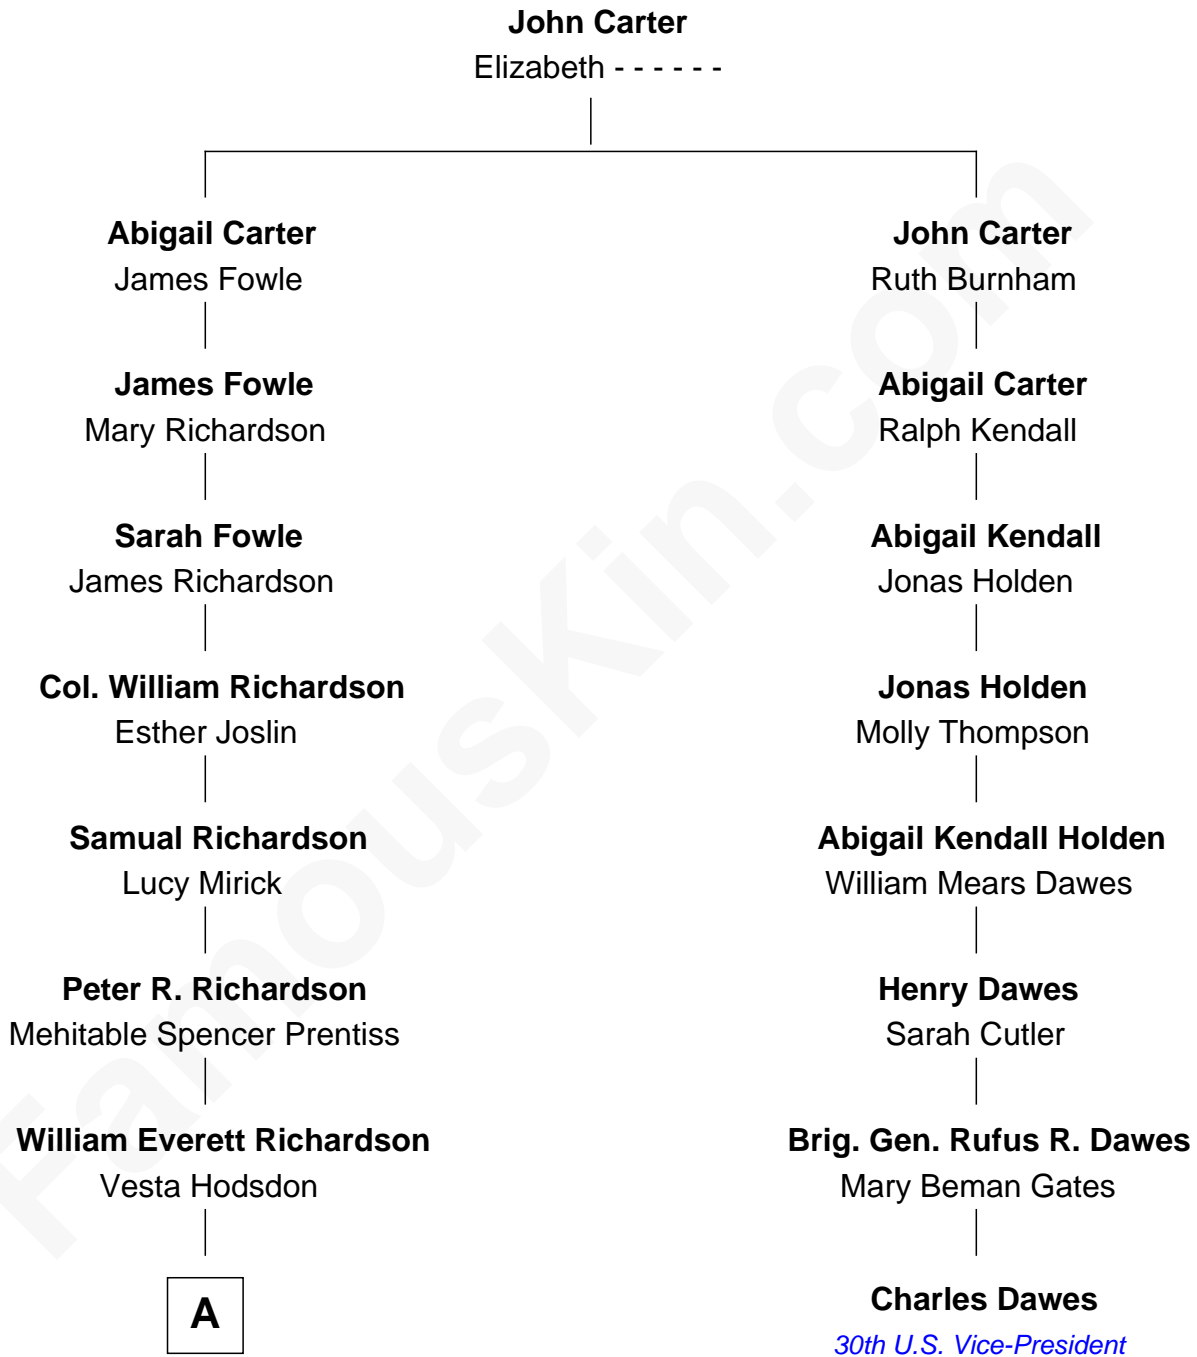 John Carter
Elizabeth - - - - - -
Abigail Carter
James Fowle
John Carter
Ruth Burnham
James Fowle
Mary Richardson
Abigail Carter
Ralph Kendall
Sarah Fowle
James Richardson
Abigail Kendall
Jonas Holden
Col. William Richardson
Esther Joslin
Jonas Holden
Molly Thompson
Samual Richardson
Lucy Mirick
Abigail Kendall Holden
William Mears Dawes
Peter R. Richardson
Mehitable Spencer Prentiss
Henry Dawes
Sarah Cutler
William Everett Richardson
Vesta Hodsdon
Brig. Gen. Rufus R. Dawes
Mary Beman Gates
A
Charles Dawes
30th U.S. Vice-President
FamousKin.com